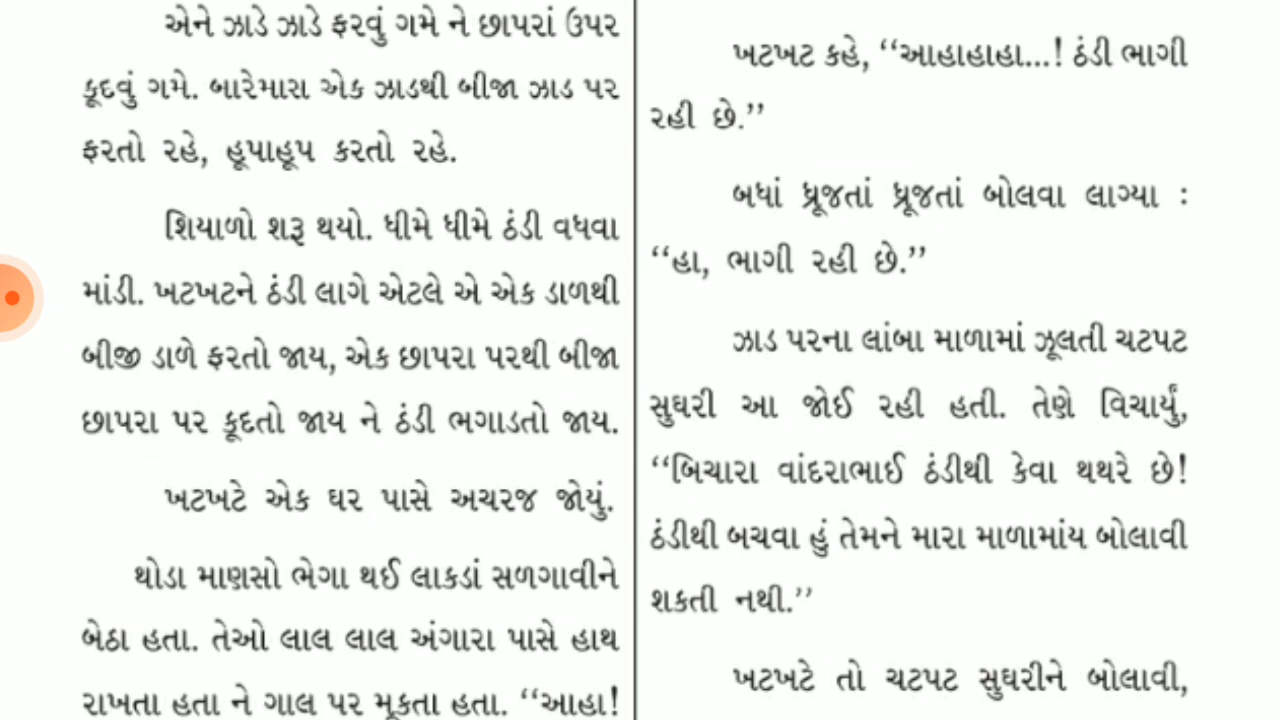 એને ઝાડે ઝાડે ફરવું ગમે ને છાપરાં ઉપર
કૂદવું ગમે. બારેમાસ એક ઝાડથી બીજા ઝાડ પર
ફરતો રહે, હૂપાહૂપ કરતો રહે.
શિયાળો શરૂ થયો. ધીમે ધીમે ઠંડી વધવા
માંડી. ખટખટને ઠંડી લાગે એટલે એ એક ડાળથી
બીજી ડાળે ફરતો જાય, એક છાપરા પરથી બીજા
છાપરા પર કૂદતો જાય ને ઠંડી ભગાડતો જાય.
ખટખટે એક ઘર પાસે અચરજ જોયું.
થોડા માણસો ભેગા થઈ લાકડાં સળગાવીને
બેઠા હતા. તેઓ લાલ લાલ અંગારા પાસે હાથ
રાખતા હતા ને ગાલ પર મૂકતા હતા. “આહા!
ખટખટ કહે, “આહાહાહા...! ઠંડી ભાગી
રહી છે.”
બધાં ધ્રૂજતાં ધ્રૂજતાં બોલવા લાગ્યા :
“હા, ભાગી રહી છે.”
ઝાડ પરના લાંબા માળામાં ઝૂલતી ચટપટ
સુઘરી આ જોઈ રહી હતી. તેણે વિચાર્યું,
“બિચારા વાંદરાભાઈ ઠંડીથી કેવા થથરે છે!
ઠંડીથી બચવા હું તેમને મારા માળામાંય બોલાવી
શકતી નથી.”
ખટખટે તો ચટપટ સુઘરીને બોલાવી,